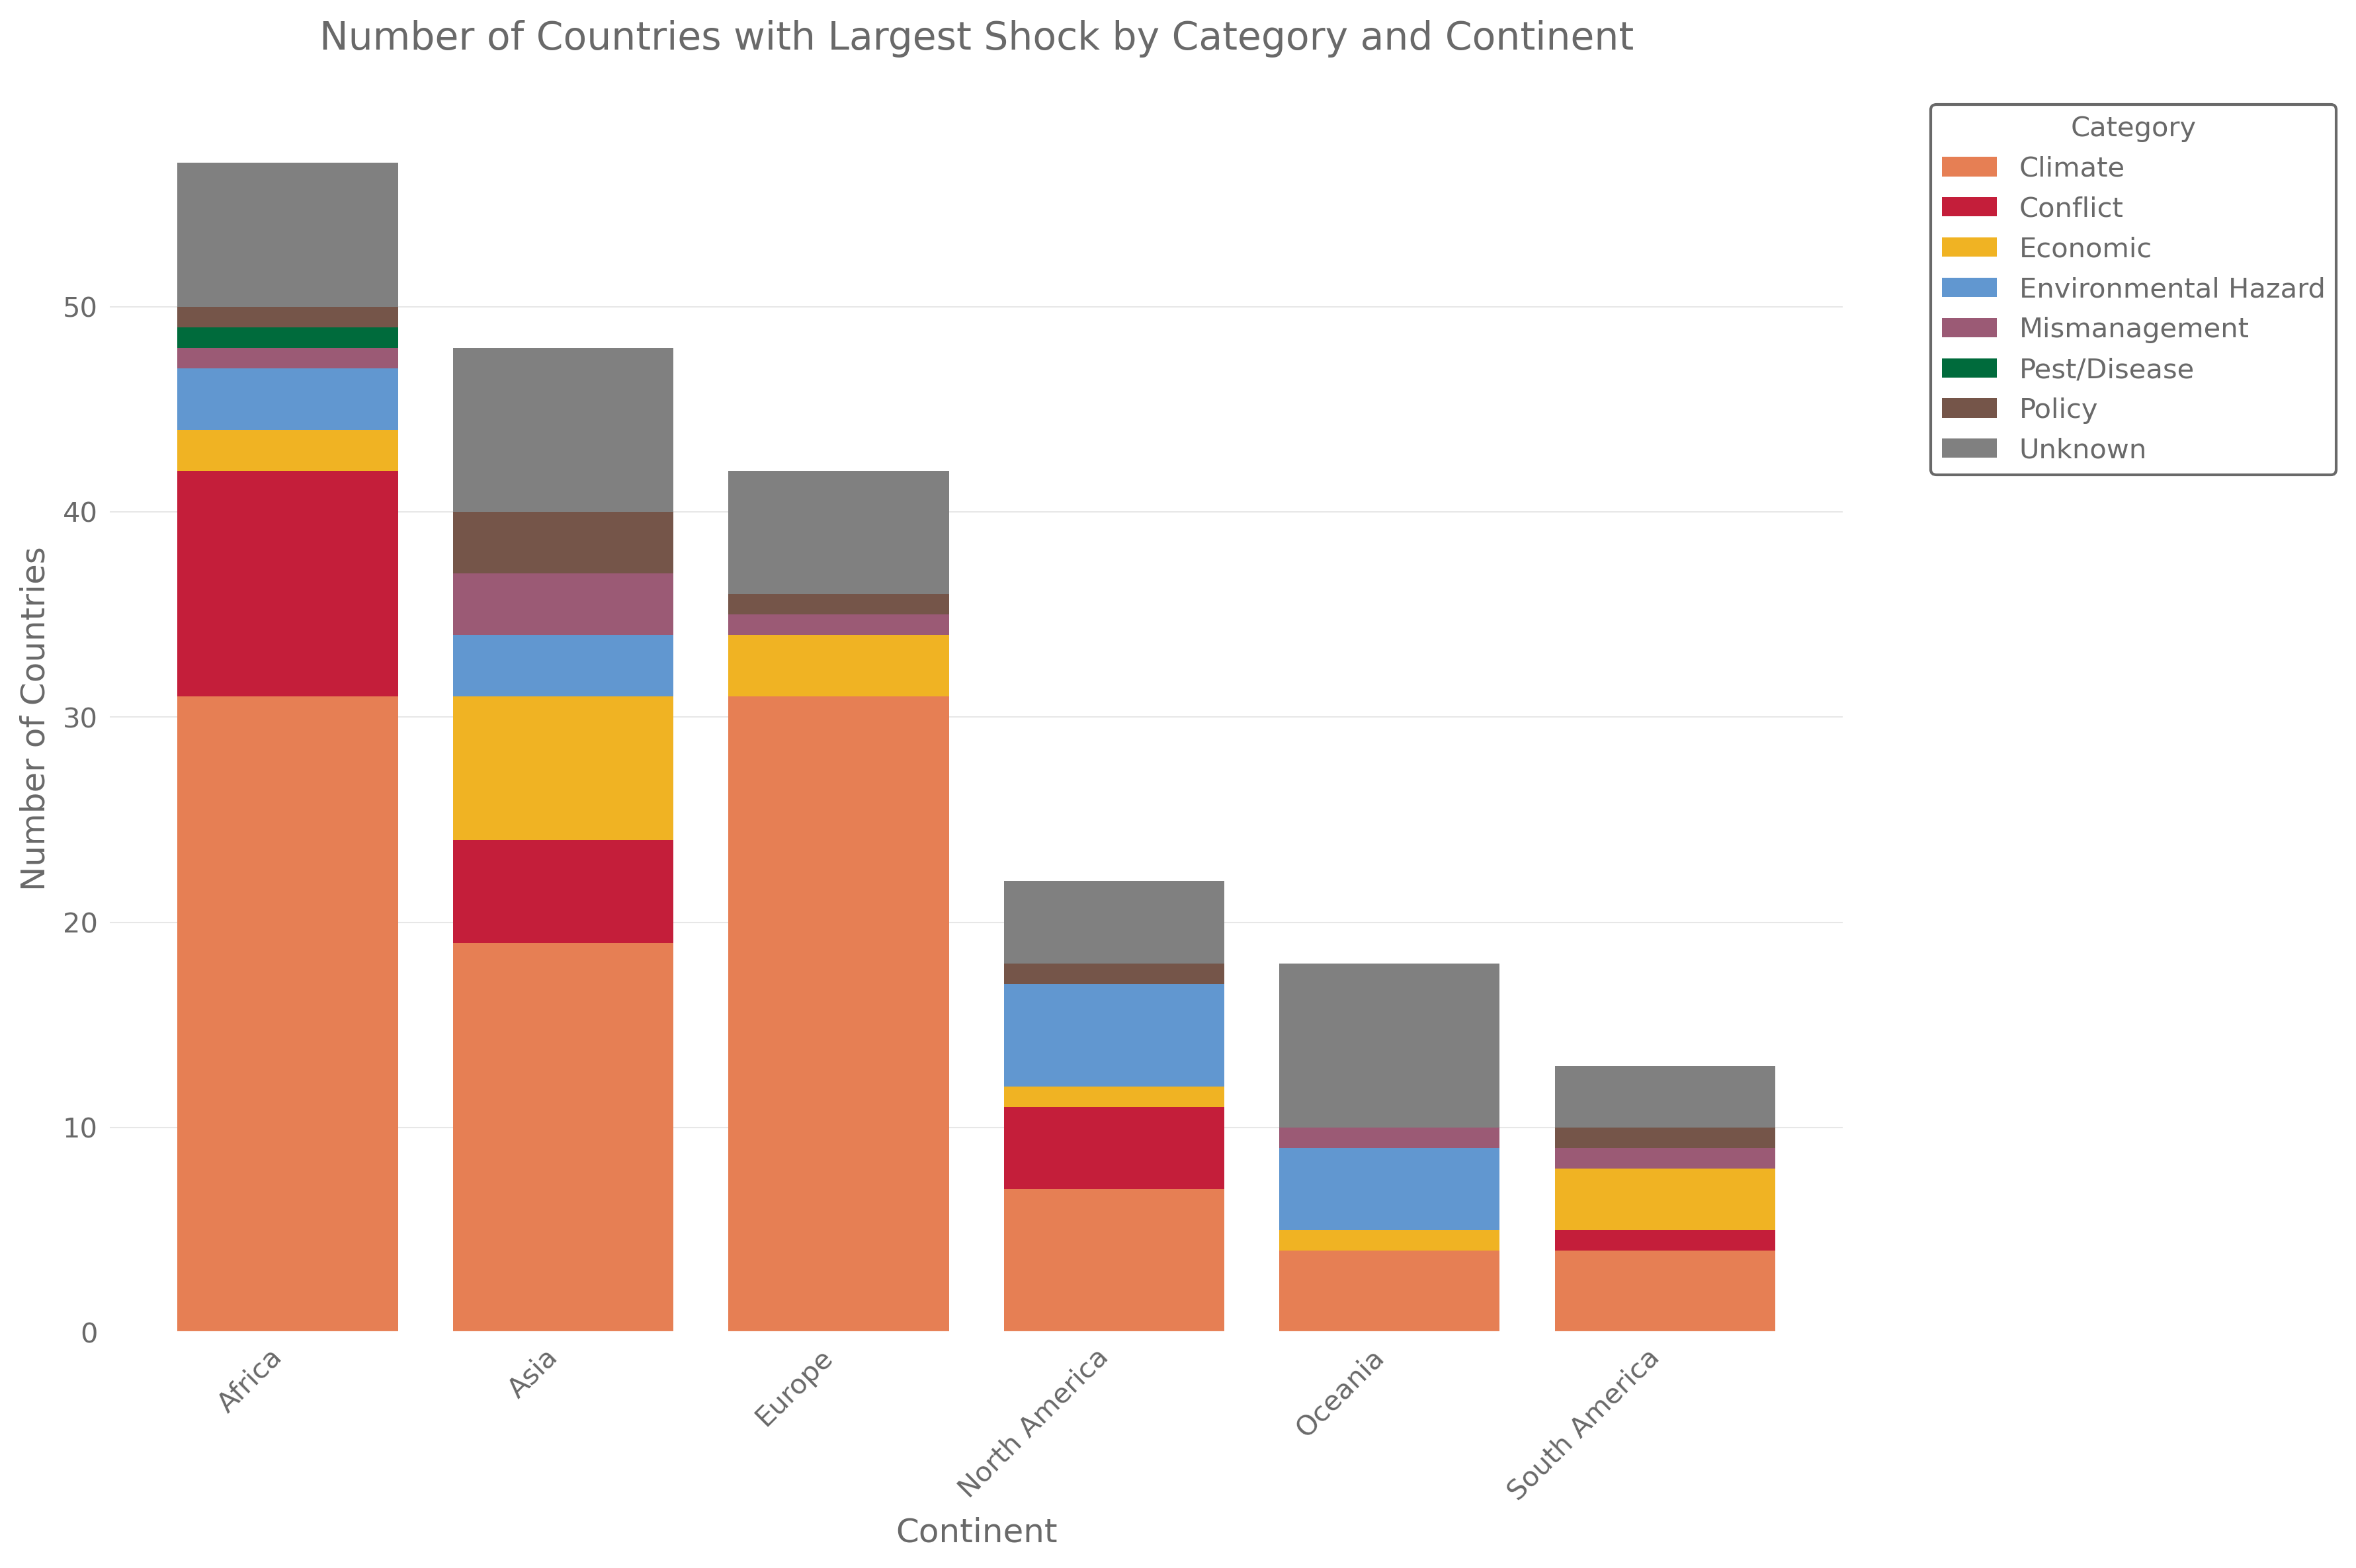 Number of Countries with Largest Shock by Category and Continent
Category
Climate
Conflict
Economic
Environmental Hazard
Mismanagement
Pest/Disease
Policy
Unknown
Number of Countries
50
40
30
20
10
0
Africa
Asia
Europe
North America
Oceania
South America
Continent